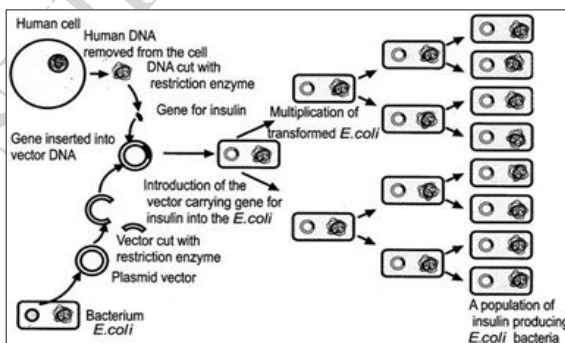 Human cell
Human DNA
removed from the cell
DNA cut with
restriction enzyme
Gene for insulin
Gene inserted into
vector DNA
Introduction of the
vector carrying gene for
insulin into the E.coli
Vector cut with
restriction enzyme
Plasmid vector
Bacterium
E.coli
Multiplication of
transformed E.coli
A population of
insulin producing
E.coli bacteria